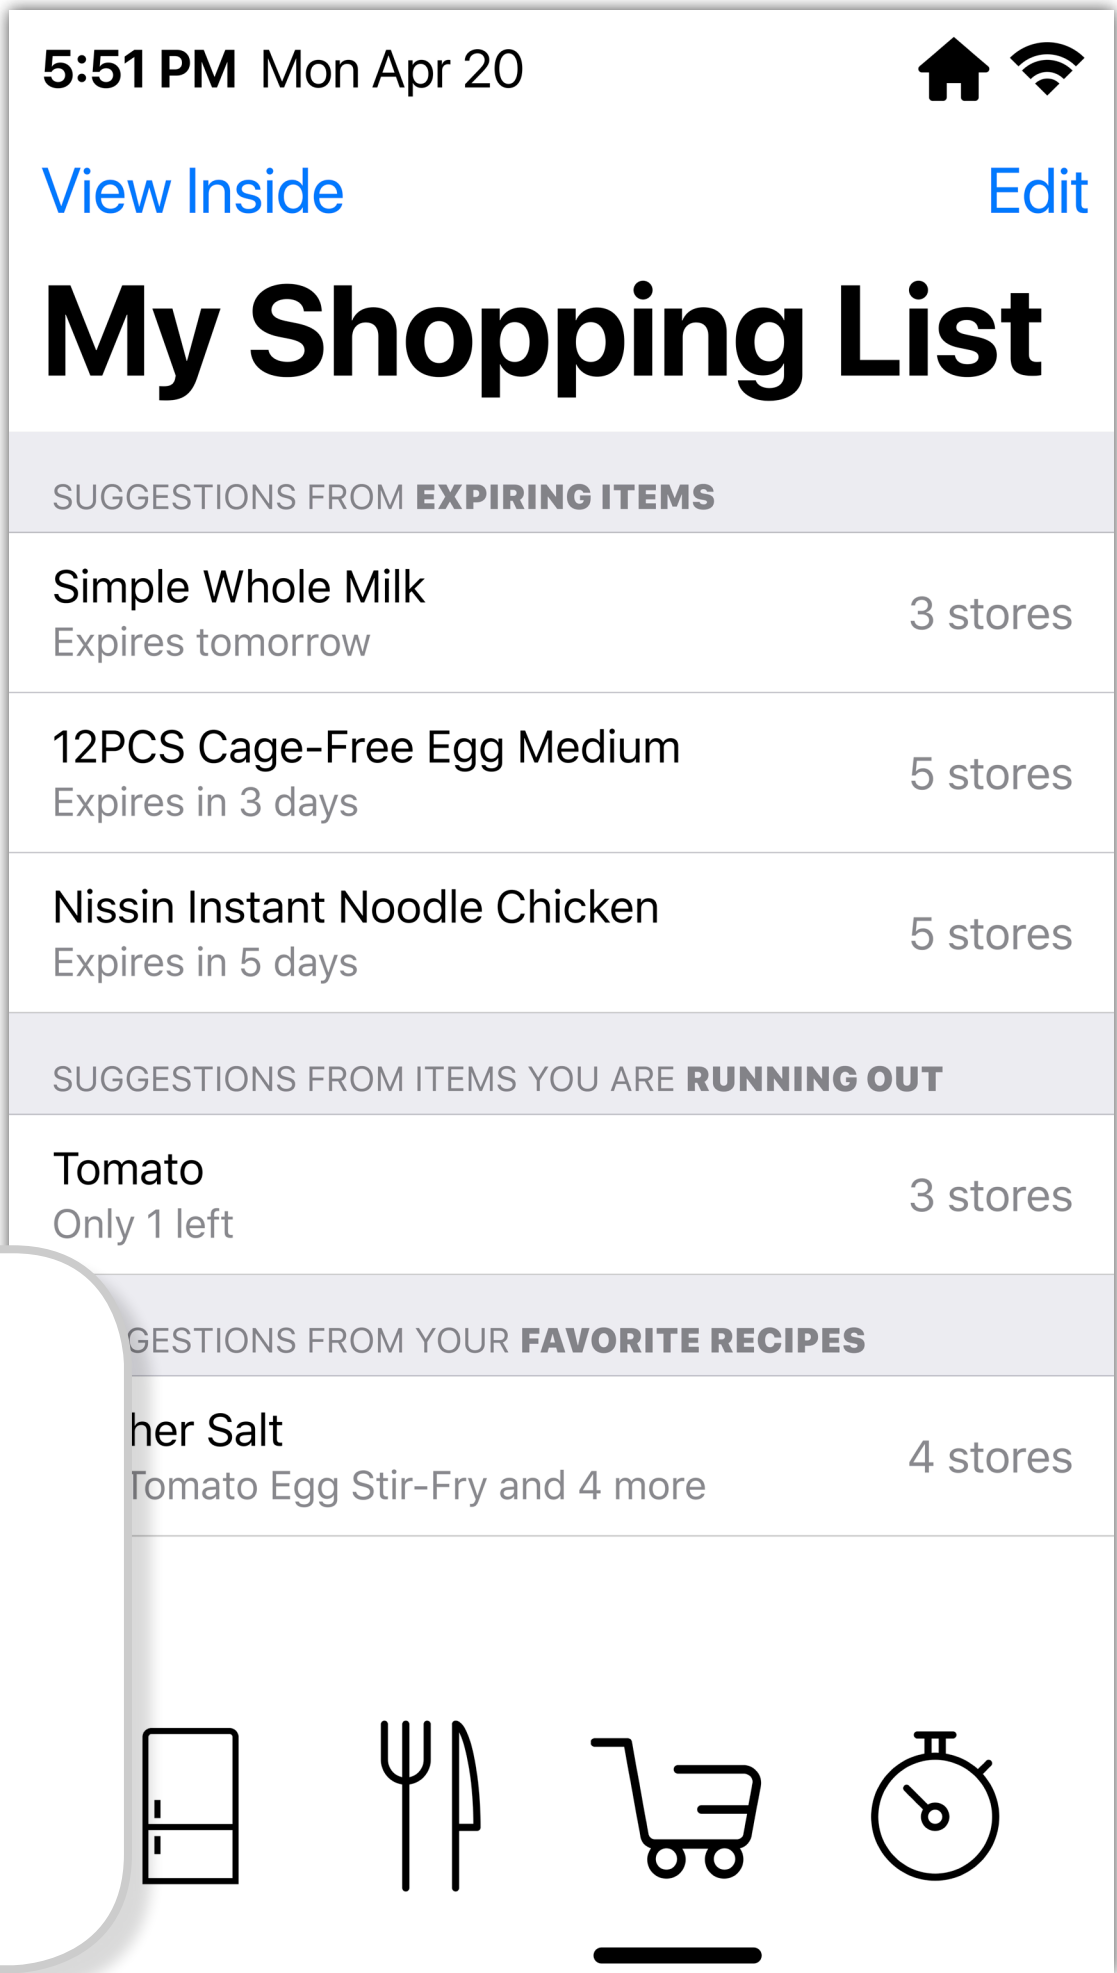 5:51 PM Mon Apr 20
View Inside
Edit
My Shopping List
SUGGESTIONS FROM EXPIRING ITEMS
Simple Whole Milk
Expires tomorrow
3 stores
12PCS Cage-Free Egg Medium
Expires in 3 days
5 stores
Nissin Instant Noodle Chicken
Expires in 5 days
5 stores
SUGGESTIONS FROM ITEMS YOU ARE RUNNING OUT
Tomato
Only 1 left
3 stores
FROM YOUR FAVORITE RECIPES
Salt
Tomato Egg Stir-Fry and 4 more
4 stores